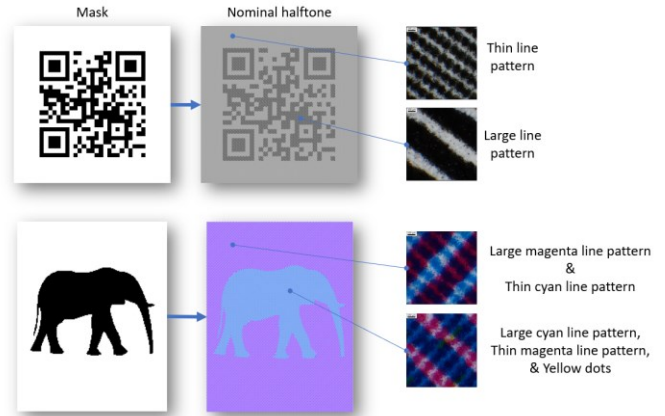 Mask
Nominal halftone
Thin line
pattern
Large line
pattern
Large magenta line pattern
&
Thin cyan line pattern
Large cyan line pattern,
Thin magenta line pattern,
& Yellow dots